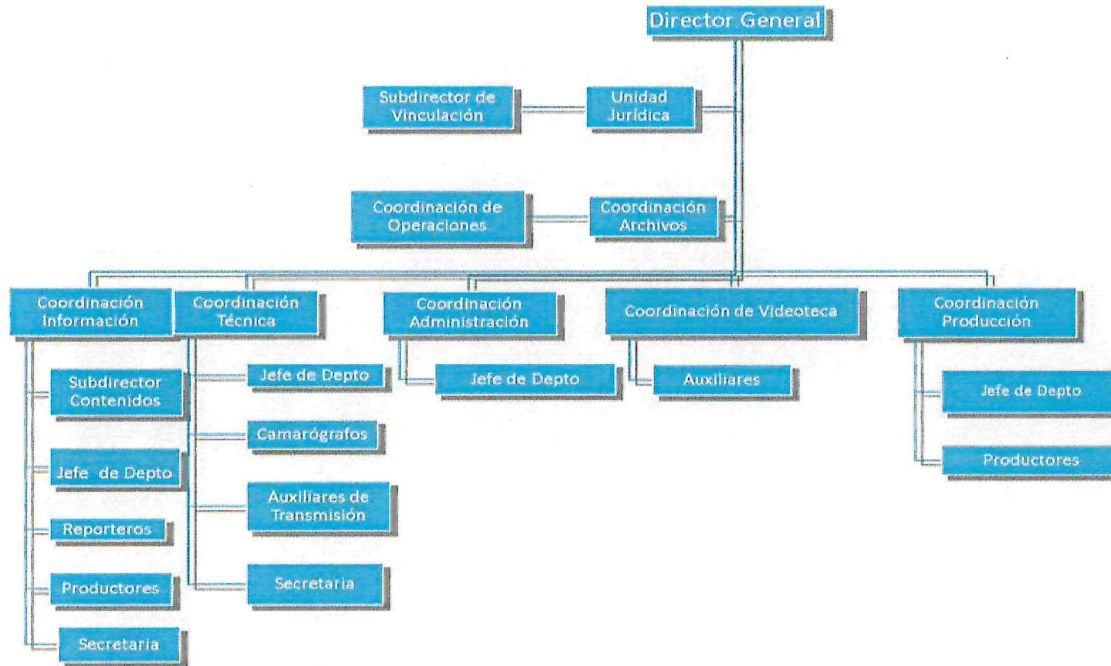 Director General
Subdirector de
Vinculación
Unidad
Jurídica
Coordinación de
Operaciones
Coordinación
Archivos
Coordinación
Información
Coordinación
Técnica
Coordinación
Administración
Coordinación de Videoteca
Coordinación
Producción
Subdirector
Contenidos
Jefe de Depto
Reporteros
Productores
Secretaria
Jefe de Depto
Camarógrafos
Auxiliares de
Transmisión
Secretaria
Jefe de Depto
Auxiliares
Jefe de Depto
Productores